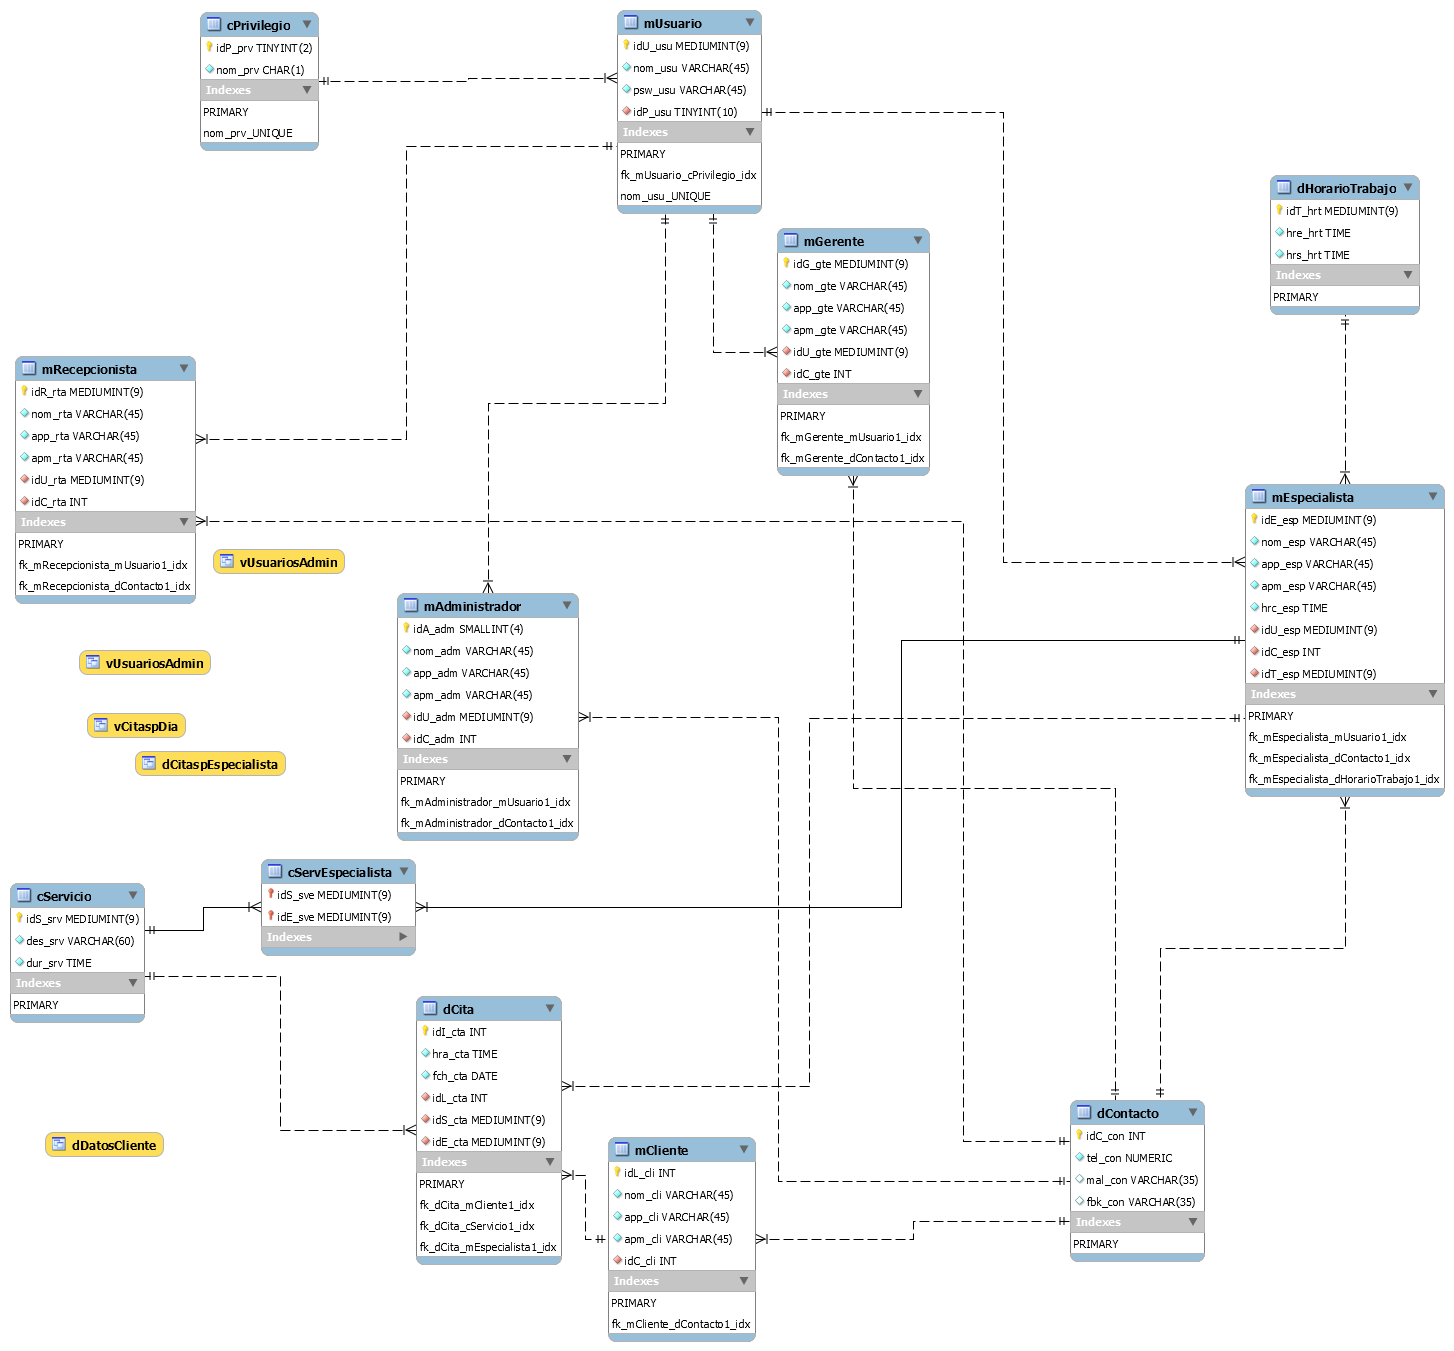 cPrivilegio
idP_prv TINYINT(2)
nom_prv CHAR(1)
Indexes
PRIMARY
nom_prv_UNIQUE
mUsuario
idU_usu MEDIUMINT(9)
nom_usu VARCHAR(45)
psw_usu VARCHAR(45)
idP_usu TINYINT(10)
Indexes
PRIMARY
fk_mUsuario_cPrivilegio_idx
nom_usu_UNIQUE
dHorarioTrabajo
idT_hrt MEDIUMINT(9)
hre_hrt TIME
hrs_hrt TIME
Indexes
PRIMARY
mGerente
idG_gte MEDIUMINT(9)
nom_gte VARCHAR(45)
app_gte VARCHAR(45)
apm_gte VARCHAR(45)
idU_gte MEDIUMINT(9)
idC_gte INT
Indexes
PRIMARY
fk_mGerente_mUsuario1_idx
fk_mGerente_dContacto1_idx
mRecepcionista
idR_rta MEDIUMINT(9)
nom_rta VARCHAR(45)
app_rta VARCHAR(45)
apm_rta VARCHAR(45)
idU_rta MEDIUMINT(9)
idC_rta INT
Indexes
PRIMARY
fk_mRecepcionista_mUsuario1_idx
fk_mRecepcionista_dContacto1_idx
mEspecialista
idE_esp MEDIUMINT(9)
nom_esp VARCHAR(45)
app_esp VARCHAR(45)
apm_esp VARCHAR(45)
hrc_esp TIME
idU_esp MEDIUMINT(9)
idC_esp INT
idT_esp MEDIUMINT(9)
Indexes
PRIMARY
fk_mEspecialista_mUsuario1_idx
fk_mEspecialista_dContacto1_idx
fk_mEspecialista_dHorarioTrabajo1_idx
vUsuariosAdmin
mAdministrador
idA_adm SMALLINT(4)
nom_adm VARCHAR(45)
app_adm VARCHAR(45)
apm_adm VARCHAR(45)
idU_adm MEDIUMINT(9)
idC_adm INT
Indexes
PRIMARY
fk_mAdministrador_mUsuario1_idx
fk_mAdministrador_dContacto1_idx
vUsuariosAdmin
vCitaspDia
dCitaspEspecialista
cServEspecialista
idS_sve MEDIUMINT(9)
idE_sve MEDIUMINT(9)
Indexes
cServicio
idS_srv MEDIUMINT(9)
des_srv VARCHAR(60)
dur_srv TIME
Indexes
PRIMARY
dCita
idI_cta INT
hra_cta TIME
fch_cta DATE
idL_cta INT
idS_cta MEDIUMINT(9)
idE_cta MEDIUMINT(9)
Indexes
PRIMARY
fk_dCita_mCliente1_idx
fk_dCita_cServicio1_idx
fk_dCita_mEspecialista1_idx
dContacto
idC_con INT
tel_con NUMERIC
mal_con VARCHAR(35)
fbk_con VARCHAR(35)
Indexes
PRIMARY
dDatosCliente
mCliente
idL_cli INT
nom_cli VARCHAR(45)
app_cli VARCHAR(45)
apm_cli VARCHAR(45)
idC_cli INT
Indexes
PRIMARY
fk_mCliente_dContacto1_idx